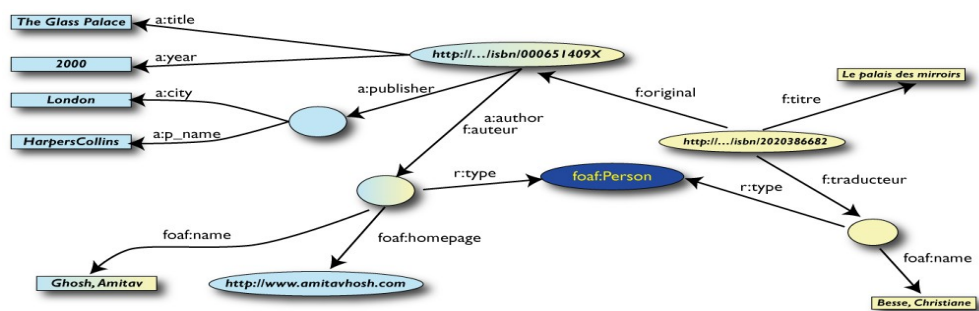 The Glass Palace
a:title
http://.../isbn/000651409X
2000
a:year
Le palais des mirroirs
London
a:city
a:publisher
f:original
f:titre
a:author
f:auteur
HarpersCollins
a:p_name
http://.../isbn/2020386682
r:type
foaf:Person
r:type
f:traducteur
foaf:name
foaf:homepage
foaf:name
Ghosh, Amitav
http://www.amitavhosh.com
Besse, Christiane